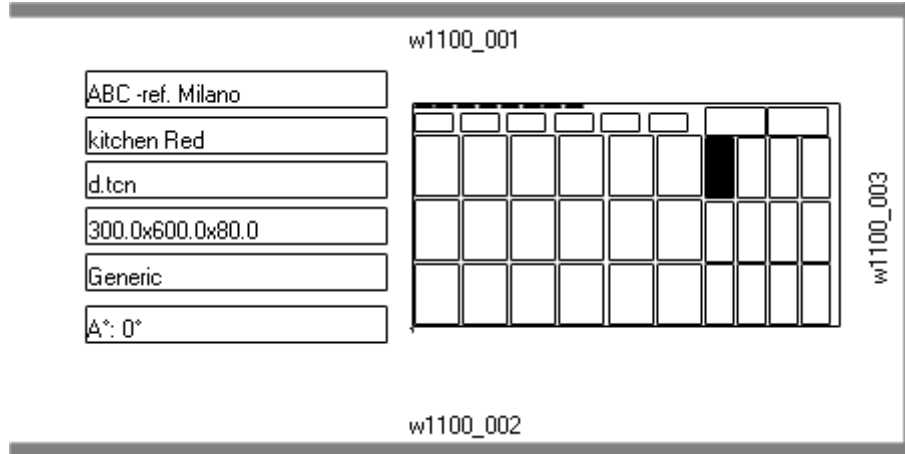 w1100_001
ABC -ref. Milano
kitchen Red
d.tcn
300.0x600.0x80.0
Generic
A°: 0°
w1100_003
w1100_002